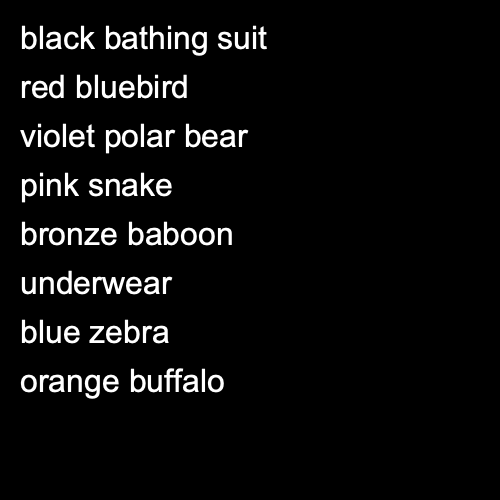 black bathing suit
red bluebird
violet polar bear
pink snake
bronze baboon
underwear
blue zebra
orange buffalo